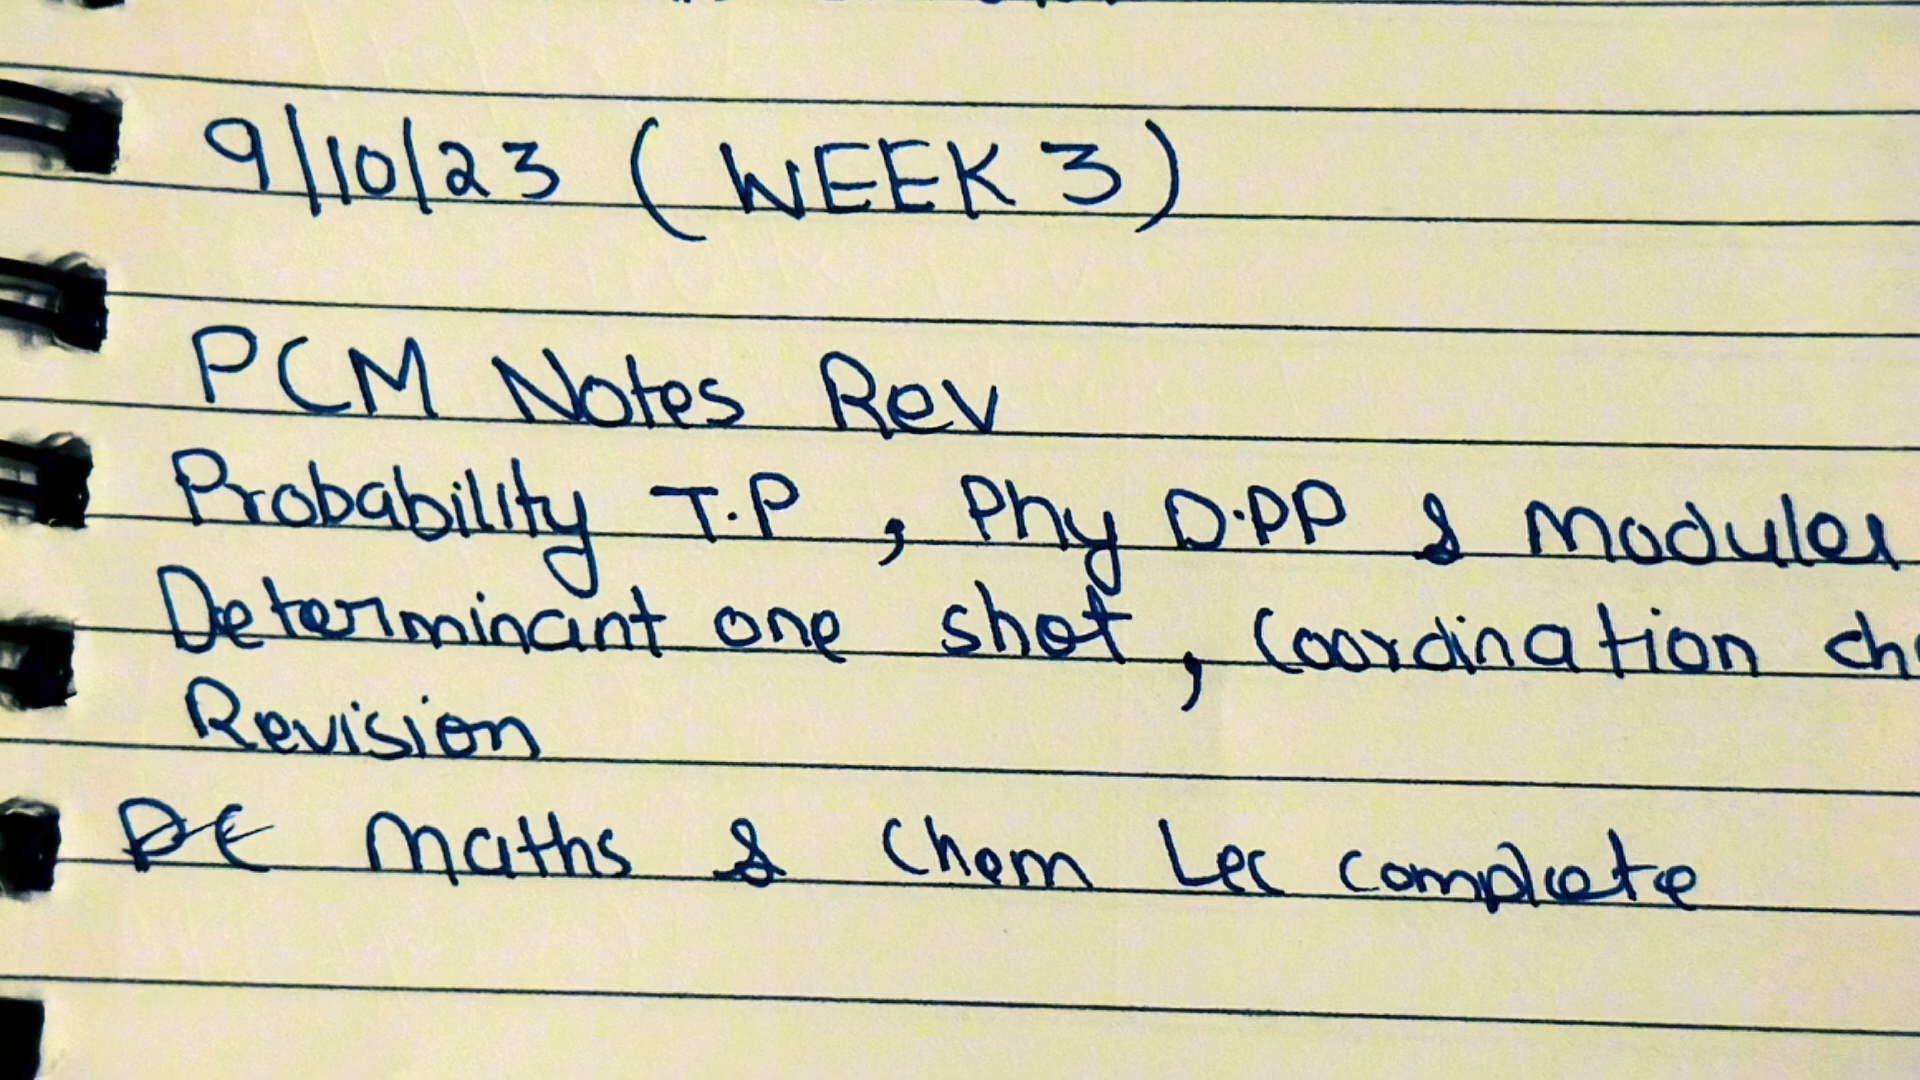 9/10/23 ( WEEK 3 )
PCM Notes Rev
Probability T.P , Phy D.PP & Modules
Determinant one shot , Coordination
Revision
Maths & Chem Lec complete